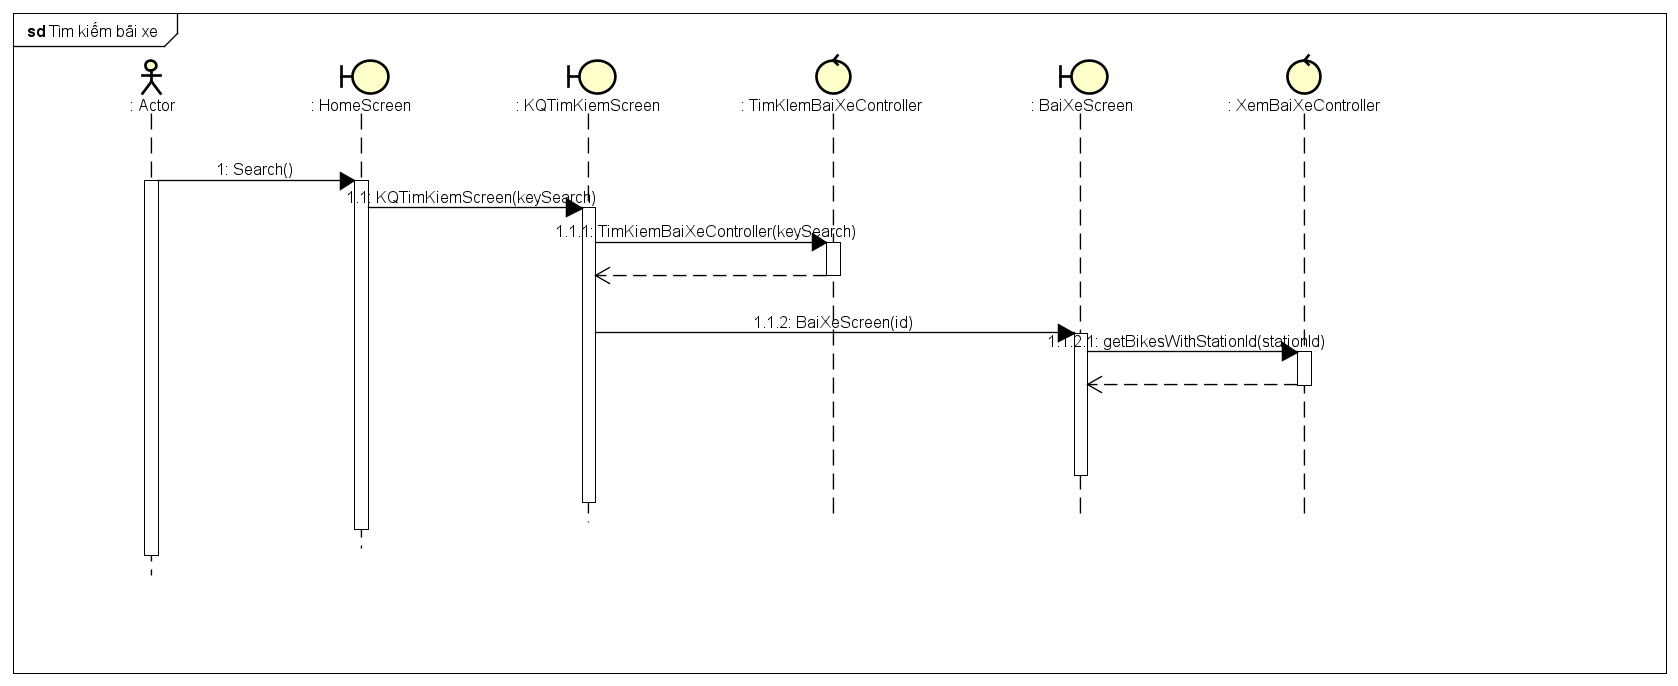 sd Tìm kiếm bãi xe
: Actor
: HomeScreen
: KQTimKiemScreen
: TimKIemBaiXeController
: BaiXeScreen
: XemBaiXeController
1: Search()
1.1: KQTimKiemScreen(keySearch)
1.1.1: TimKiemBaiXeController(keySearch)
1.1.2: BaiXeScreen(id)
1.1.2.1: getBikesWithStationId(stationId)